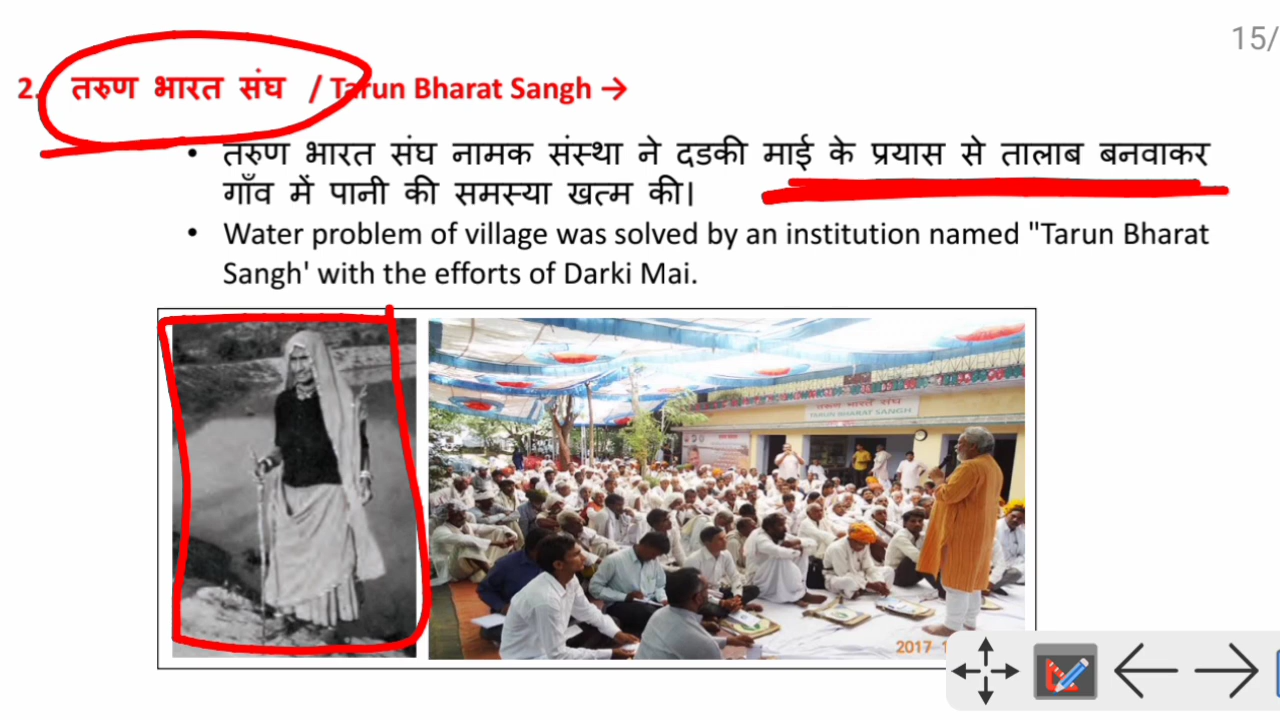 15/
2. तरुण भारत संघ / Tarun Bharat Sangh →
• तरुण भारत संघ नामक संस्था ने दडकी माई के प्रयास से तालाब बनवाकर
गाँव में पानी की समस्या खत्म की।
• Water problem of village was solved by an institution named "Tarun Bharat
Sangh' with the efforts of Darki Mai.
तरुण भारत संघ
TARUN BHARAT SANGH
2017